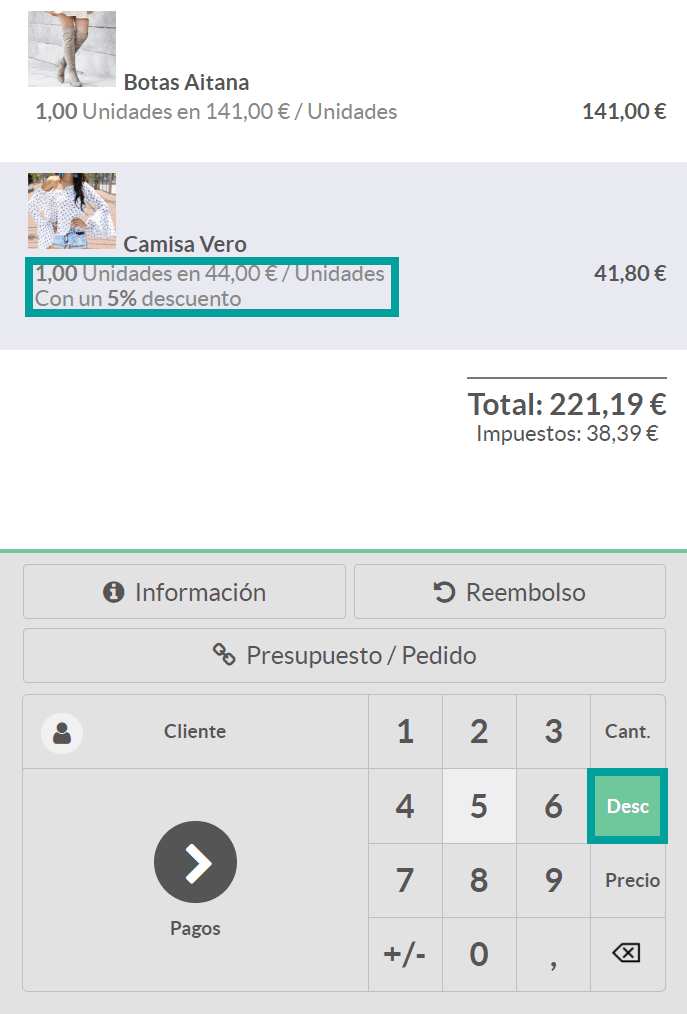 Botas Aitana
1,00 Unidades en 141,00 € / Unidades 141,00 €
Camisa Vero
1,00 Unidades en 44,00 € / Unidades 41,80 €
Con un 5% descuento
Total: 221,19 €
Impuestos: 38,39 €
Información Reembolso
Presupuesto / Pedido
Cliente 1 2 3 Cant.
4 5 6 Desc
7 8 9 Precio
Pagos
+/- 0 ,